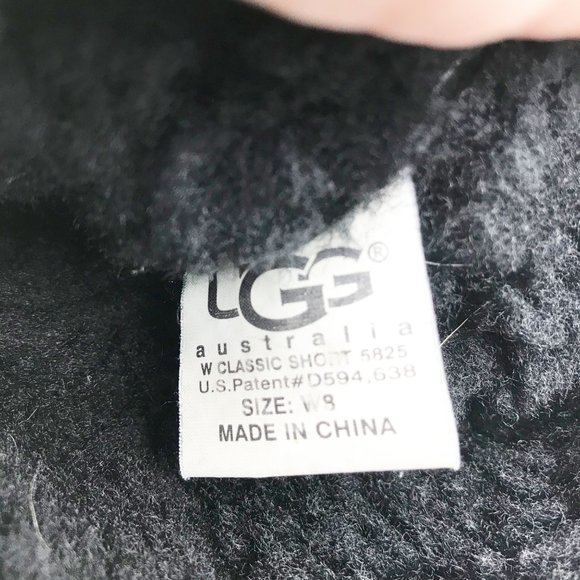 UGG®
australia
W CLASSIC SHORT 5825
U.S.Patent#D594,638
SIZE: W8
MADE IN CHINA